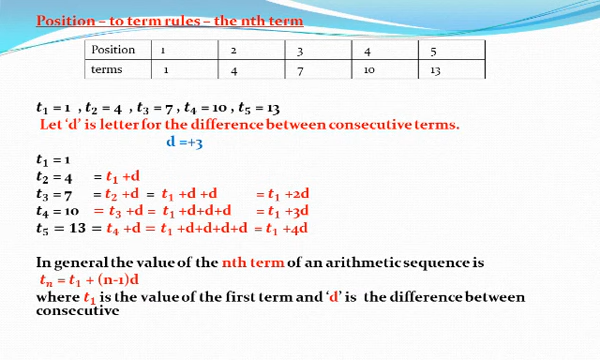 Position – to term rules – the nth term
Position 1 2 3 4 5
terms 1 4 7 10 13
t₁ = 1 , t₂ = 4 , t₃ = 7 , t₄ = 10 , t₅ = 13
Let ‘d’ is letter for the difference between consecutive terms.
d =+3
t₁ = 1
t₂ = 4 = t₁ +d
t₃ = 7 = t₂ +d = t₁ +d +d = t₁ +2d
t₄ = 10 = t₃ +d = t₁ +d+d+d = t₁ +3d
t₅ = 13 = t₄ +d = t₁ +d+d+d+d = t₁ +4d
In general the value of the nth term of an arithmetic sequence is
tₙ = t₁ + (n-1)d
where t₁ is the value of the first term and ‘d’ is the difference between
consecutive